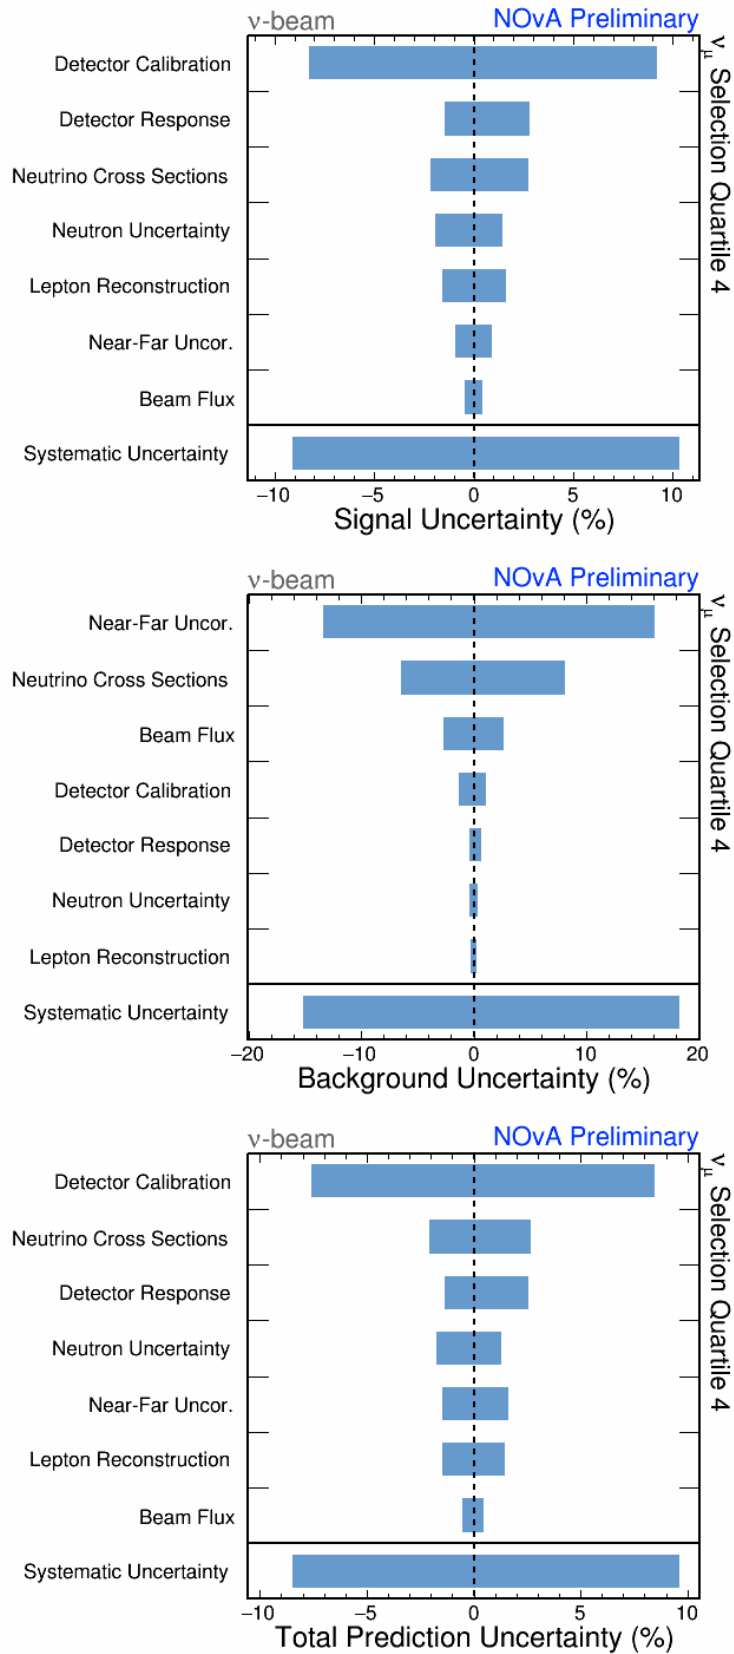 ν-beam NOvA Preliminary
Detector Calibration
Detector Response
Neutrino Cross Sections
Neutron Uncertainty
Lepton Reconstruction
Near-Far Uncor.
Beam Flux
Systematic Uncertainty
−10 −5 0 5 10
Signal Uncertainty (%)
νμ Selection Quartile 4
ν-beam NOvA Preliminary
Near-Far Uncor.
Neutrino Cross Sections
Beam Flux
Detector Calibration
Detector Response
Neutron Uncertainty
Lepton Reconstruction
Systematic Uncertainty
−20 −10 0 10 20
Background Uncertainty (%)
νμ Selection Quartile 4
ν-beam NOvA Preliminary
Detector Calibration
Neutrino Cross Sections
Detector Response
Neutron Uncertainty
Near-Far Uncor.
Lepton Reconstruction
Beam Flux
Systematic Uncertainty
−10 −5 0 5 10
Total Prediction Uncertainty (%)
νμ Selection Quartile 4